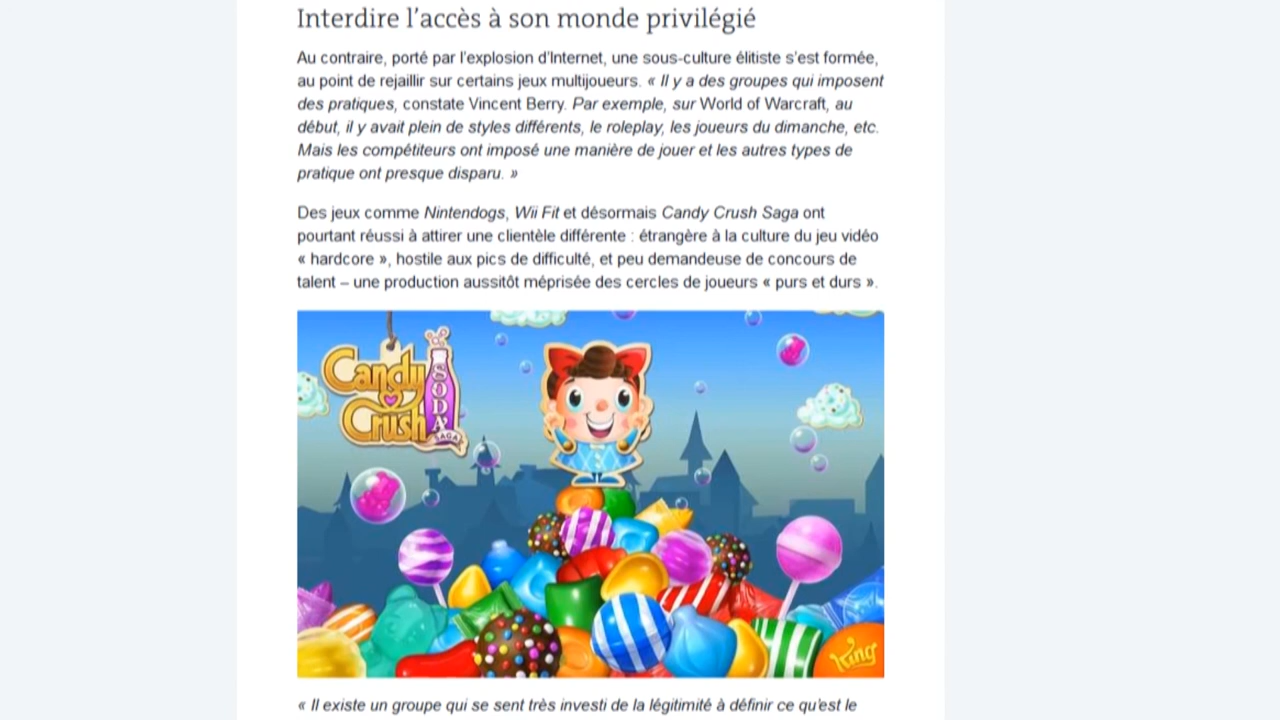 Interdire l’accès à son monde privilégié
Au contraire, porté par l’explosion d’Internet, une sous-culture élitiste s’est formée,
au point de rejaillir sur certains jeux multijoueurs. « Il y a des groupes qui imposent
des pratiques, constate Vincent Berry. Par exemple, sur World of Warcraft, au
début, il y avait plein de styles différents, le roleplay, les joueurs du dimanche, etc.
Mais les compétiteurs ont imposé une manière de jouer et les autres types de
pratique ont presque disparu. »
Des jeux comme Nintendogs, Wii Fit et désormais Candy Crush Saga ont
pourtant réussi à attirer une clientèle différente : étrangère à la culture du jeu vidéo
« hardcore », hostile aux pics de difficulté, et peu demandeuse de concours de
talent – une production aussitôt méprisée des cercles de joueurs « purs et durs ».
Candy
Crush
SODA
SAGA
King
« Il existe un groupe qui se sent très investi de la légitimité à définir ce qu’est le